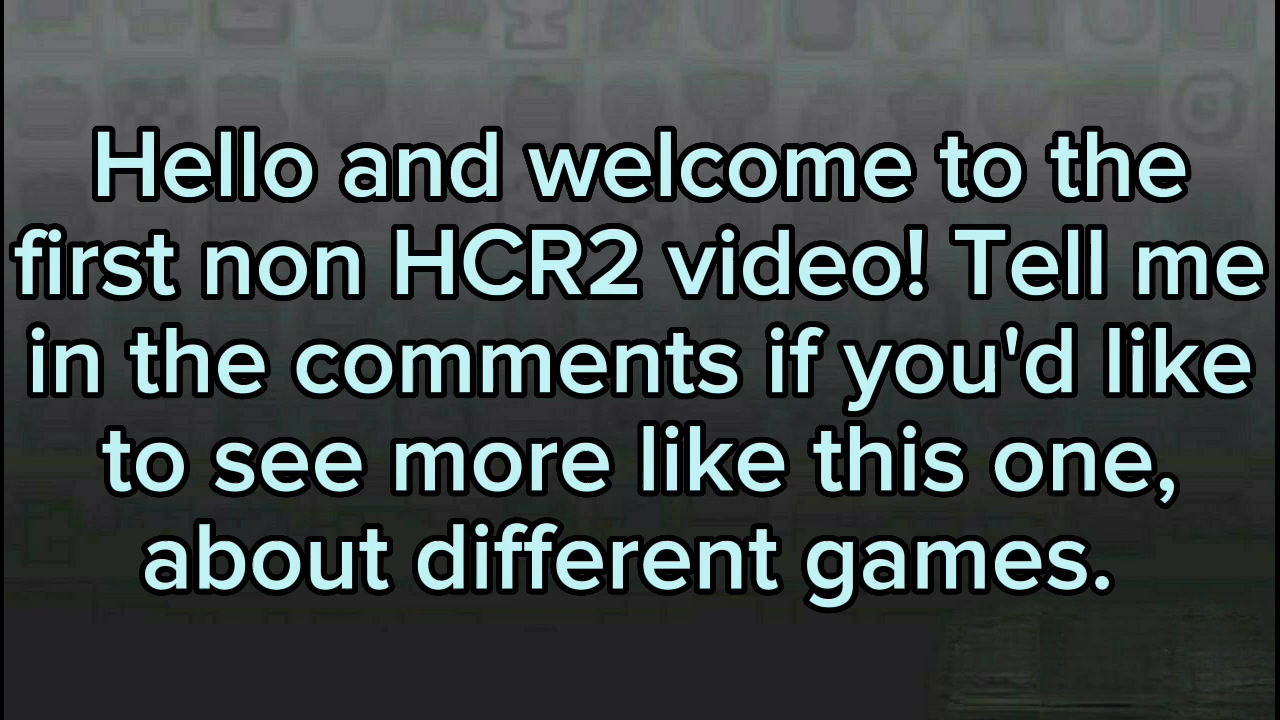 Hello and welcome to the
first non HCR2 video! Tell me
in the comments if you'd like
to see more like this one,
about different games.